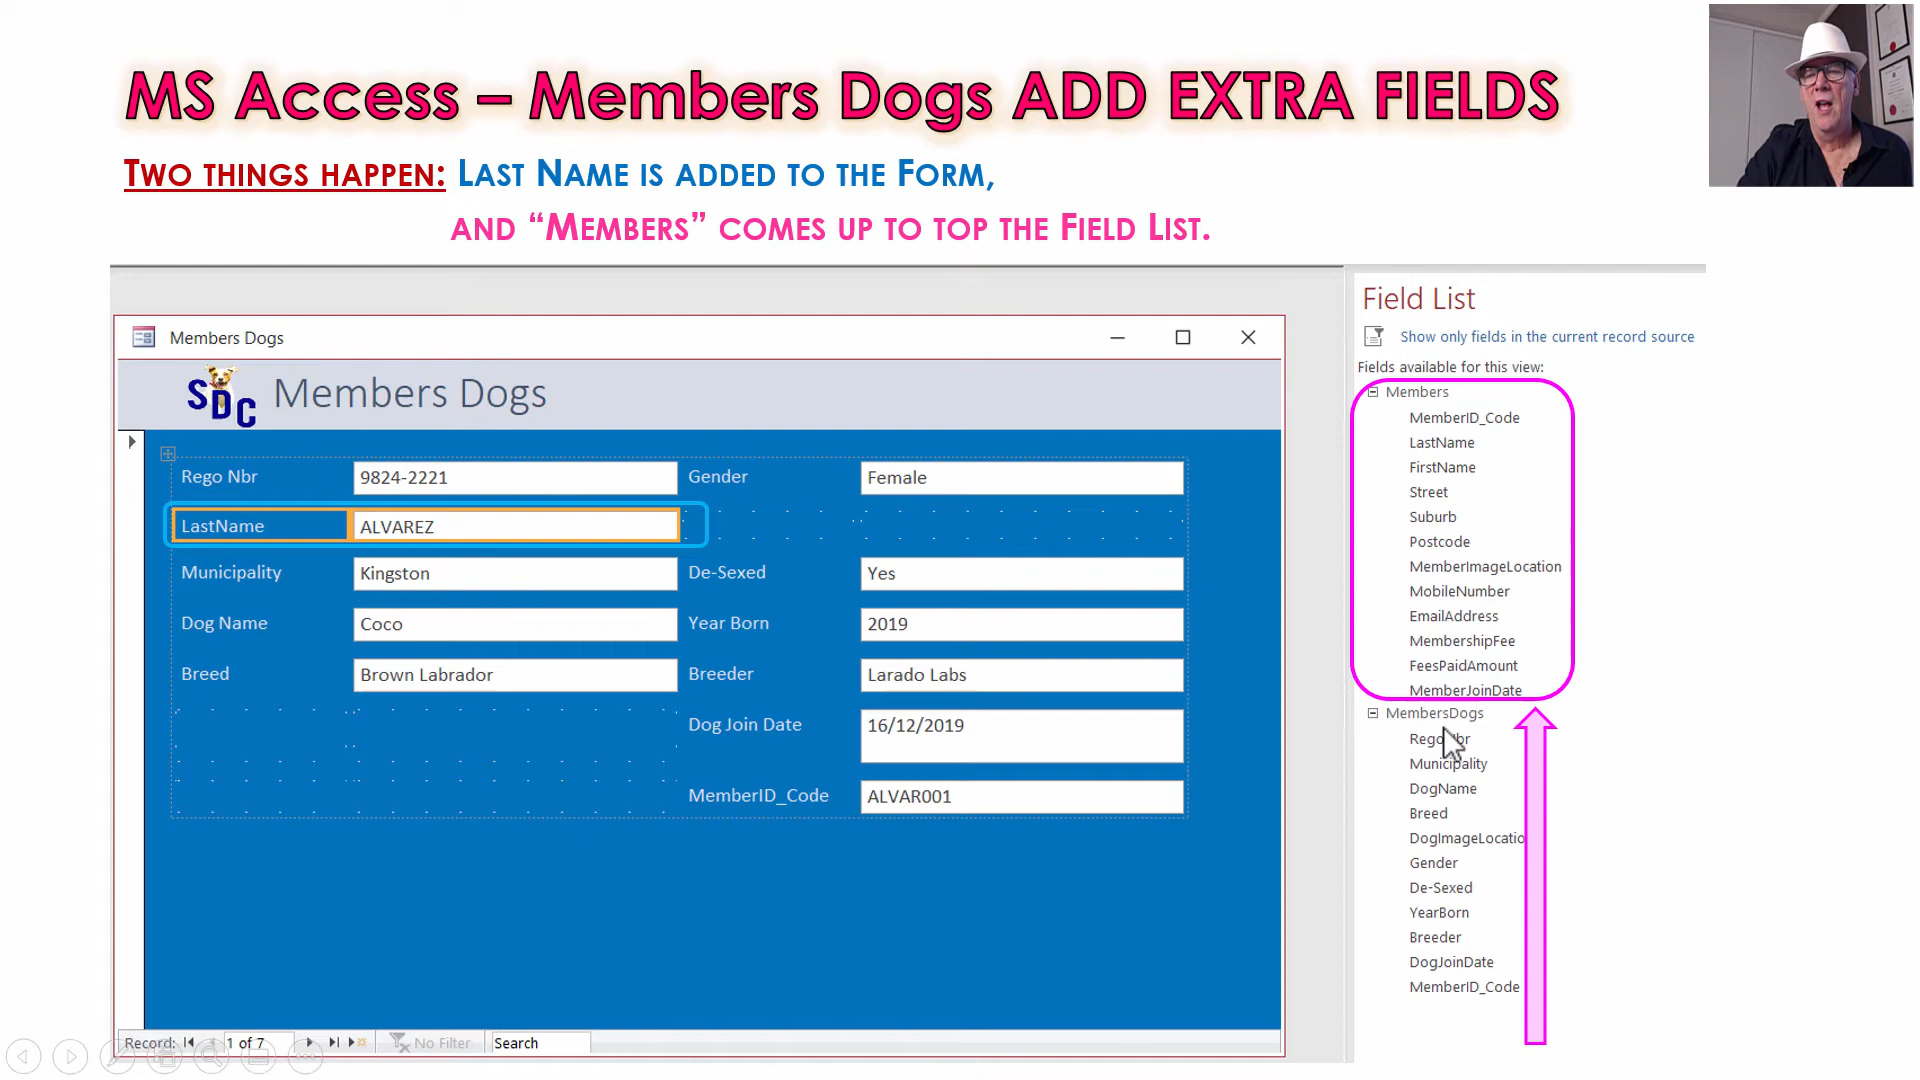 MS Access – Members Dogs ADD EXTRA FIELDS
Two things happen: Last Name is added to the Form,
and “Members” comes up to top the Field List.
Field List
Show only fields in the current record source
Fields available for this view:
Members
MemberID_Code
LastName
FirstName
Street
Suburb
Postcode
MemberImageLocation
MobileNumber
EmailAddress
MembershipFee
FeesPaidAmount
MemberJoinDate
MembersDogs
Municipality
DogName
Breed
Gender
De-Sexed
YearBorn
Breeder
DogJoinDate
MemberID_Code
Members Dogs
SDC Members Dogs
Rego Nbr 9824-2221 Gender Female
LastName ALVAREZ
Municipality Kingston De-Sexed Yes
Dog Name Coco Year Born 2019
Breed Brown Labrador Breeder Larado Labs
Dog Join Date 16/12/2019
MemberID_Code ALVAR001
Record: 1 of 7 No Filter Search